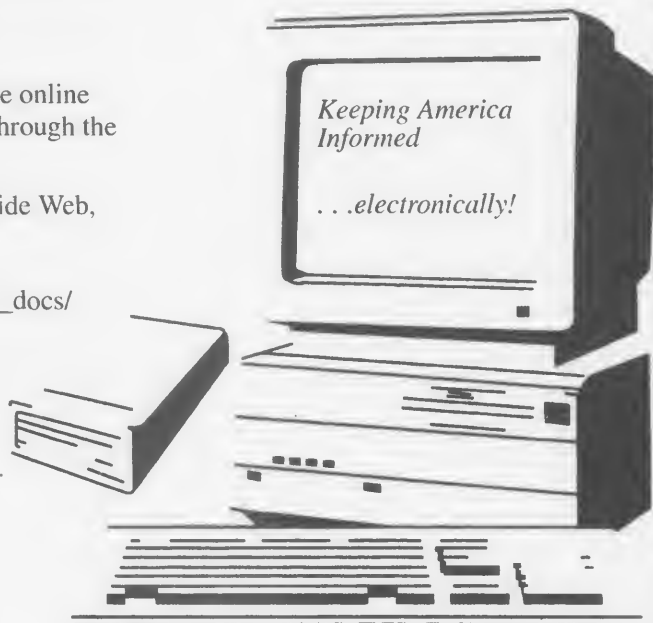 e online
hrough the
ide Web,
_docs/
Keeping America
Informed
. . .electronically!